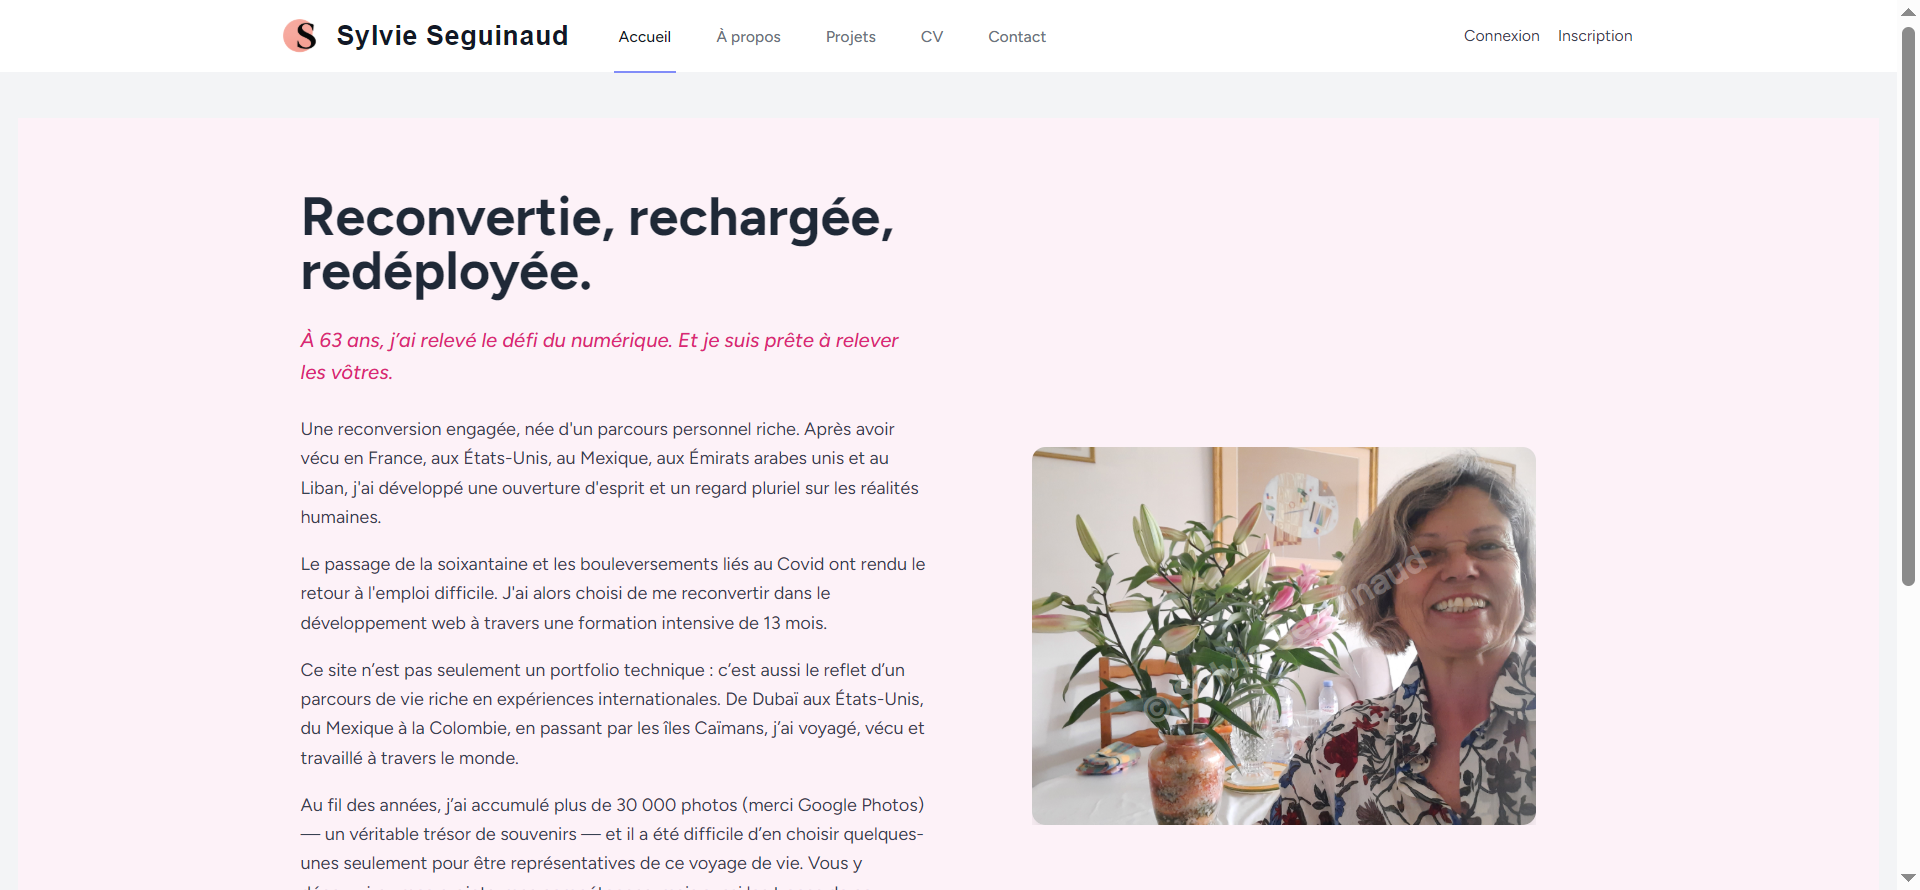 S Sylvie Seguinaud
Accueil
À propos
Projets
CV
Contact
Connexion
Inscription
Reconvertie, rechargée,
redéployée.
À 63 ans, j’ai relevé le défi du numérique. Et je suis prête à relever
les vôtres.
Une reconversion engagée, née d'un parcours personnel riche. Après avoir
vécu en France, aux États-Unis, au Mexique, aux Émirats arabes unis et au
Liban, j'ai développé une ouverture d'esprit et un regard pluriel sur les réalités
humaines.
Le passage de la soixantaine et les bouleversements liés au Covid ont rendu le
retour à l'emploi difficile. J'ai alors choisi de me reconvertir dans le
développement web à travers une formation intensive de 13 mois.
Ce site n’est pas seulement un portfolio technique : c’est aussi le reflet d’un
parcours de vie riche en expériences internationales. De Dubaï aux États-Unis,
du Mexique à la Colombie, en passant par les îles Caïmans, j’ai voyagé, vécu et
travaillé à travers le monde.
Au fil des années, j’ai accumulé plus de 30 000 photos (merci Google Photos)
— un véritable trésor de souvenirs — et il a été difficile d’en choisir quelques-
unes seulement pour être représentatives de ce voyage de vie. Vous y